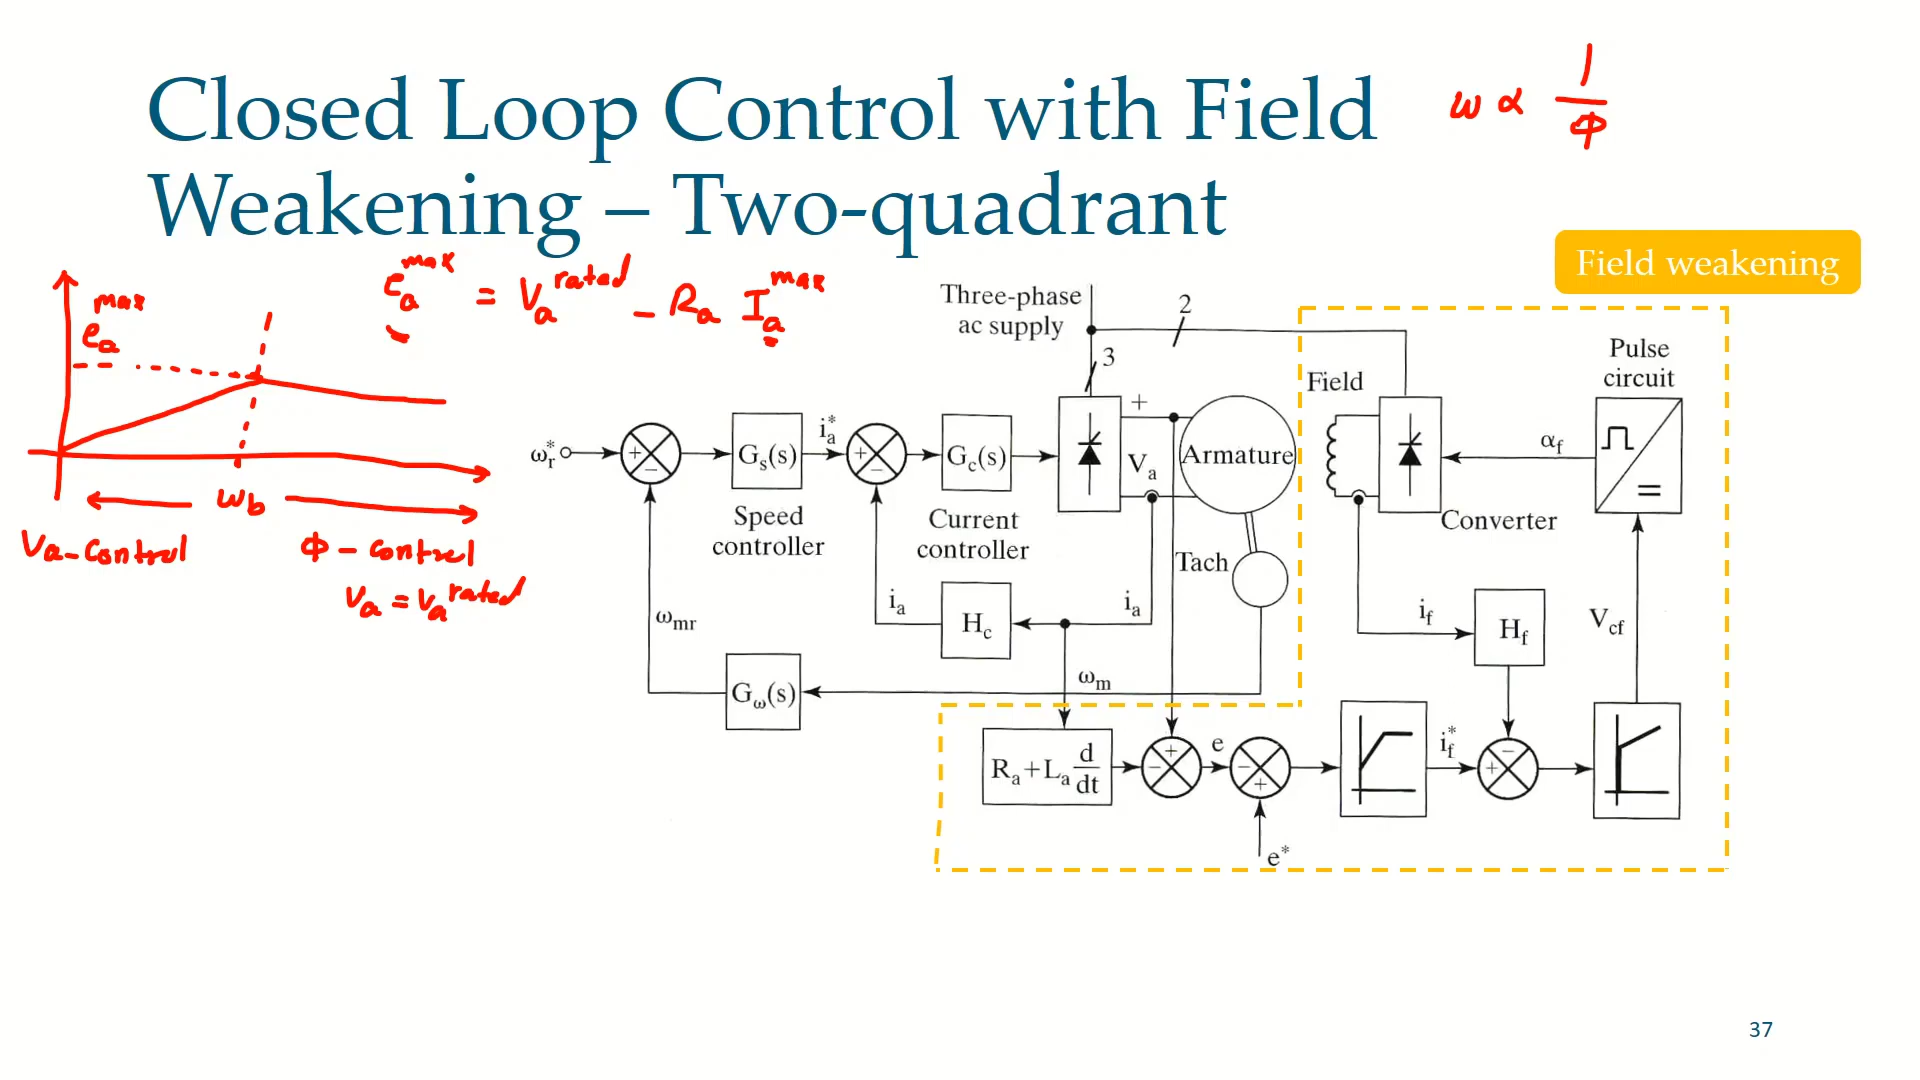 Closed Loop Control with Field
Weakening – Two-quadrant
ω ∝ 1/Φ
Field weakening
e_a^max = V_a^rated - R_a I_a^max
max
e_a
ω_b
Va-control
Φ-control
V_a = V_a^rated
Three-phase
ac supply
2
3
Field
Pulse
circuit
ω_r^*
+
−
G_s(s)
i_a^*
+
−
G_c(s)
+
V_a
Armature
α_f
Converter
Speed
controller
Current
controller
Tach
ω_mr
i_a
H_c
i_a
i_f
H_f
V_cf
G_ω(s)
ω_m
R_a+L_a d/dt
+
−
e
−
+
e*
i_f^*
−
+
37